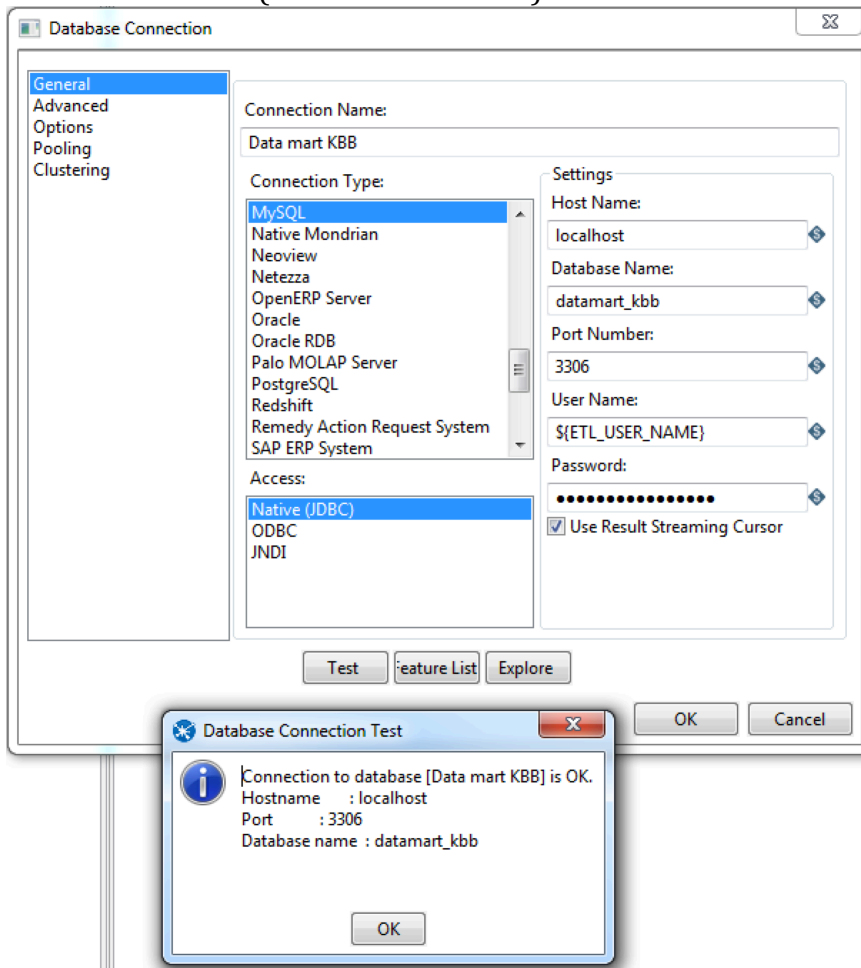 Database Connection
General
Advanced
Options
Pooling
Clustering
Connection Name:
Data mart KBB
Connection Type:
MySQL
Native Mondrian
Neoview
Netezza
OpenERP Server
Oracle
Oracle RDB
Palo MOLAP Server
PostgreSQL
Redshift
Remedy Action Request System
SAP ERP System
Access:
Native (JDBC)
ODBC
JNDI
Settings
Host Name:
localhost
Database Name:
datamart_kbb
Port Number:
3306
User Name:
${ETL_USER_NAME}
Password:
●●●●●●●●●●●●●●●●
Use Result Streaming Cursor
Test
eature List
Explore
OK
Cancel
Database Connection Test
Connection to database [Data mart KBB] is OK.
Hostname : localhost
Port : 3306
Database name : datamart_kbb
OK